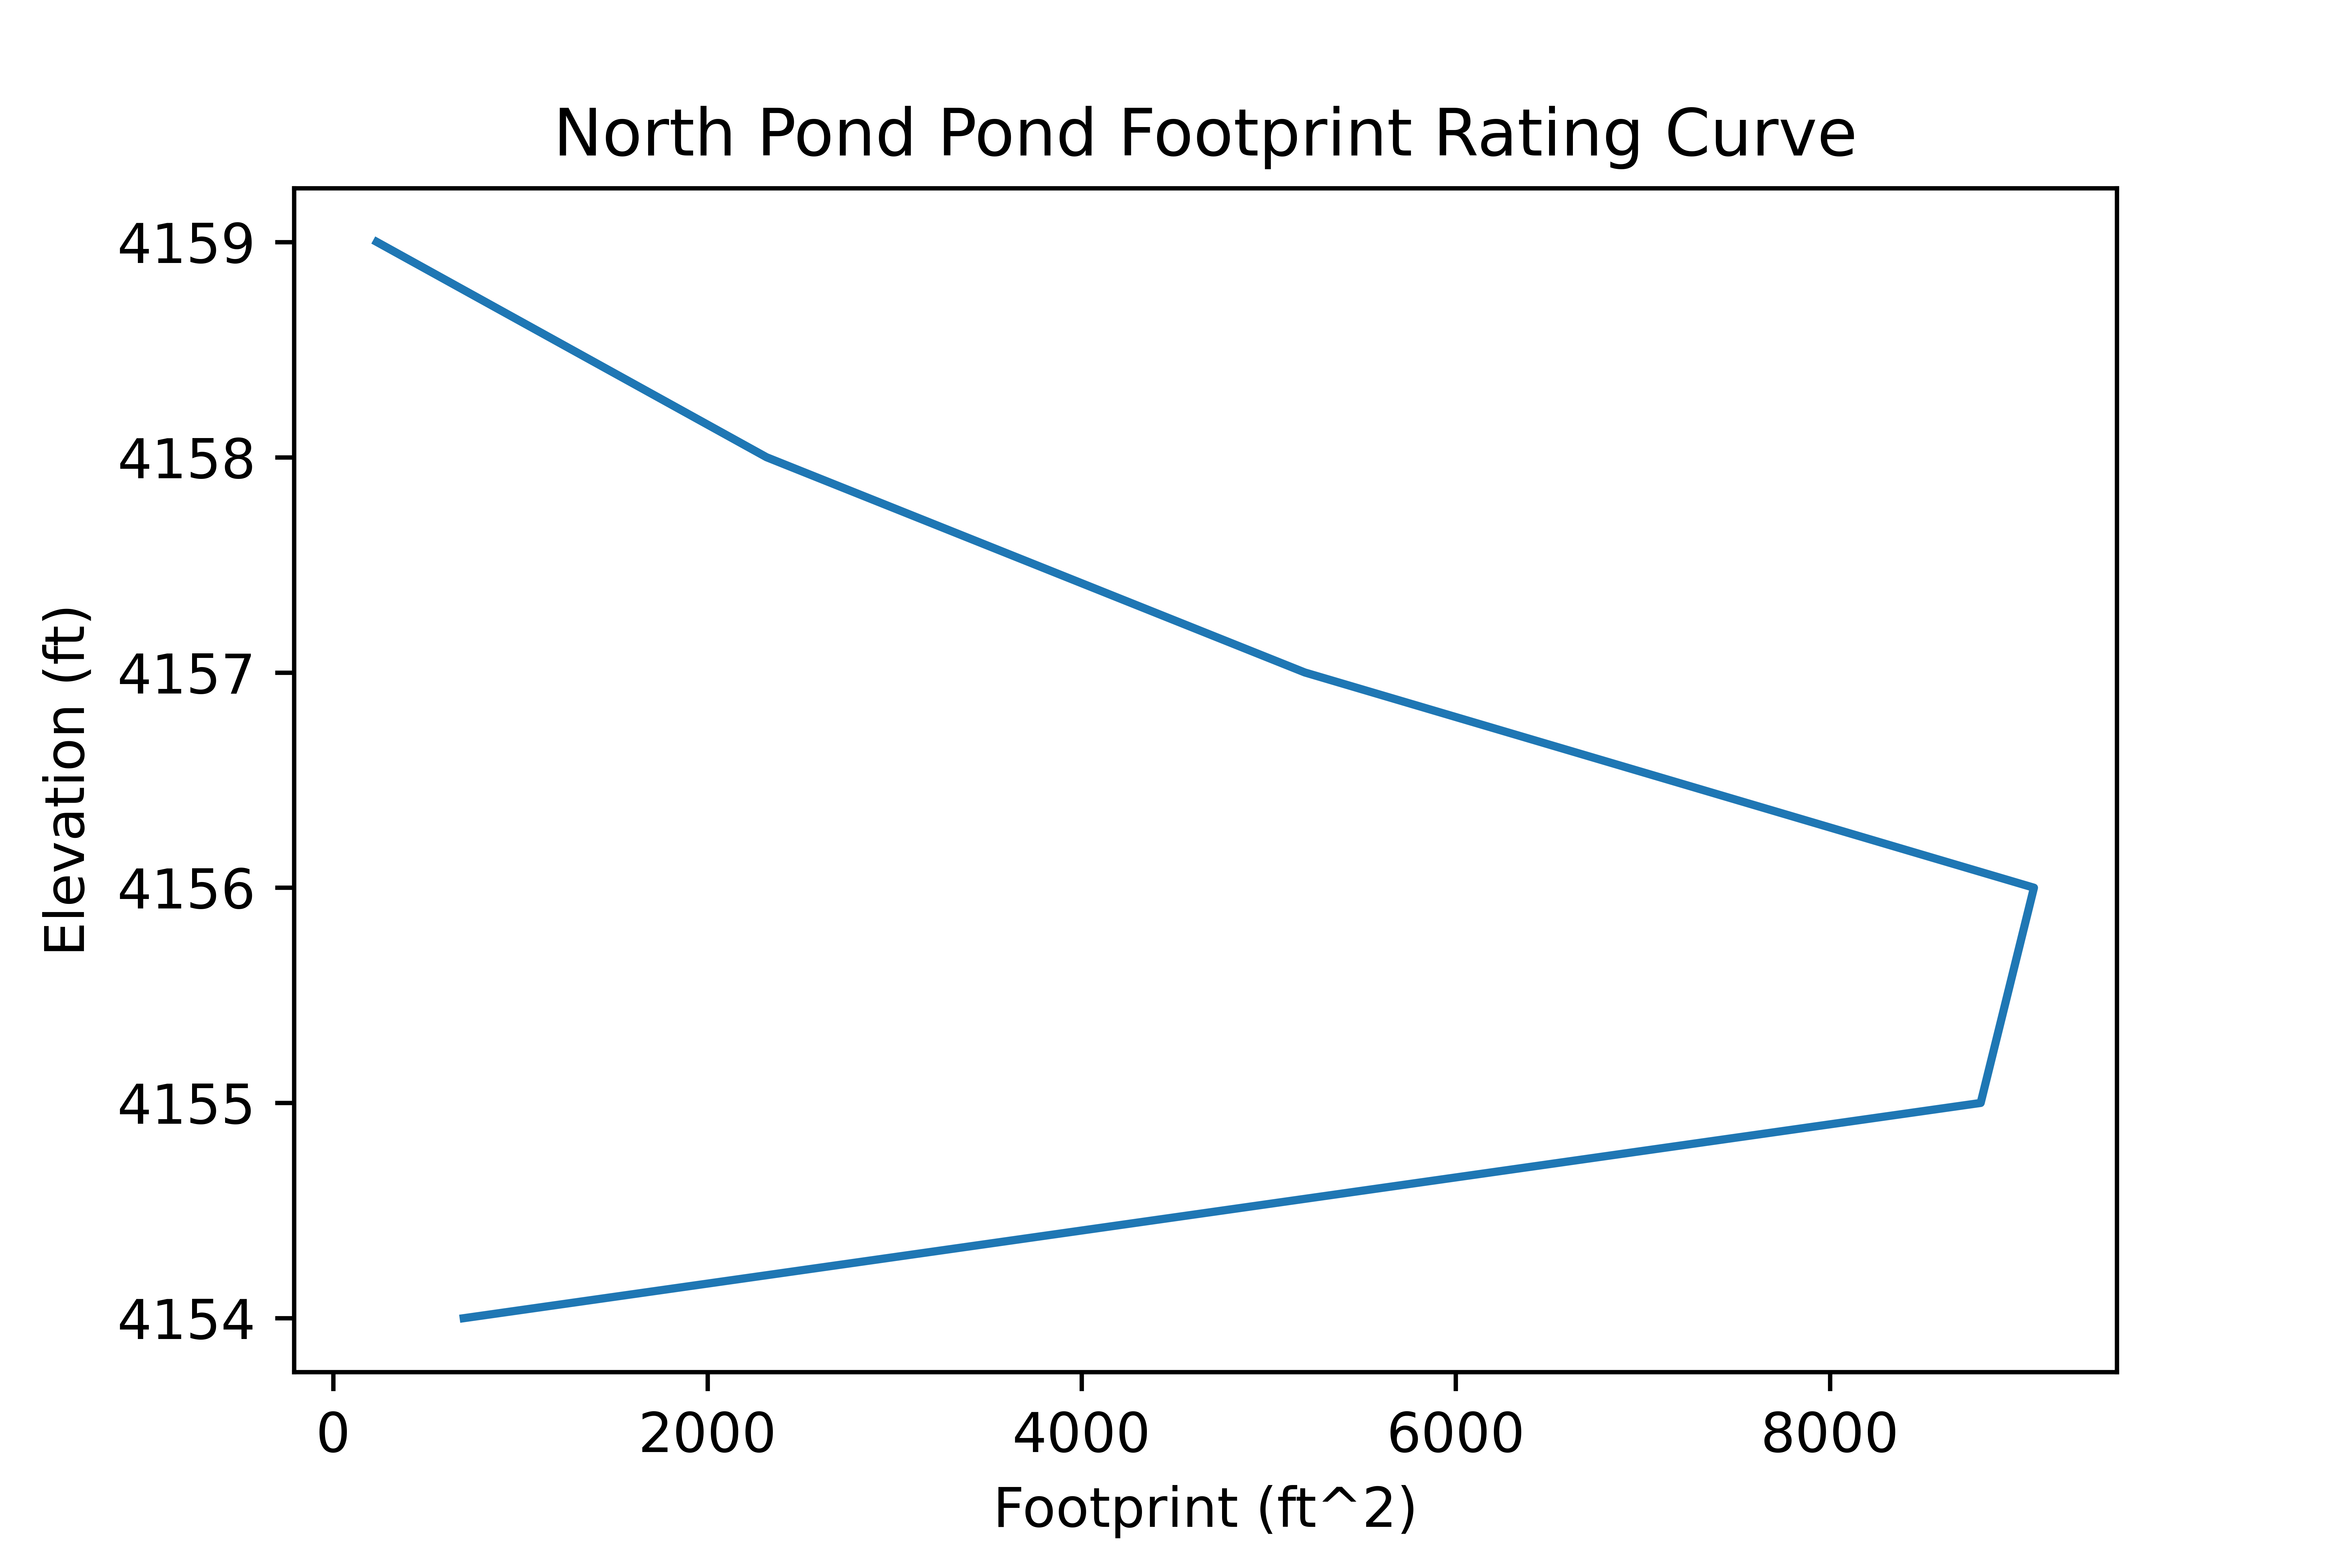 North Pond Pond Footprint Rating Curve
4159
4158
4157
4156
4155
4154
Elevation (ft)
0 2000 4000 6000 8000
Footprint (ft^2)